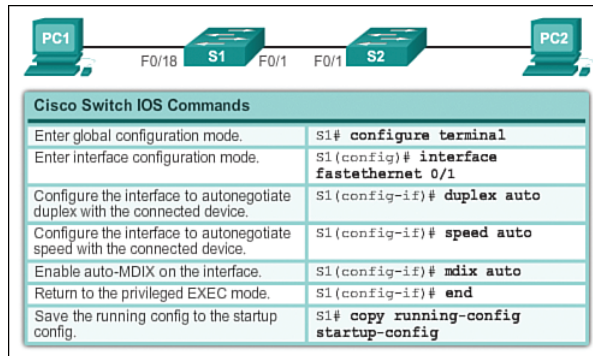 PC1
PC2
F0/18
S1
F0/1
F0/1
S2
Cisco Switch IOS Commands
Enter global configuration mode.
S1# configure terminal
Enter interface configuration mode.
S1(config)# interface
fastethernet 0/1
Configure the interface to autonegotiate
duplex with the connected device.
S1(config-if)# duplex auto
Configure the interface to autonegotiate
speed with the connected device.
S1(config-if)# speed auto
Enable auto-MDIX on the interface.
S1(config-if)# mdix auto
Return to the privileged EXEC mode.
S1(config-if)# end
Save the running config to the startup
config.
S1# copy running-config
startup-config